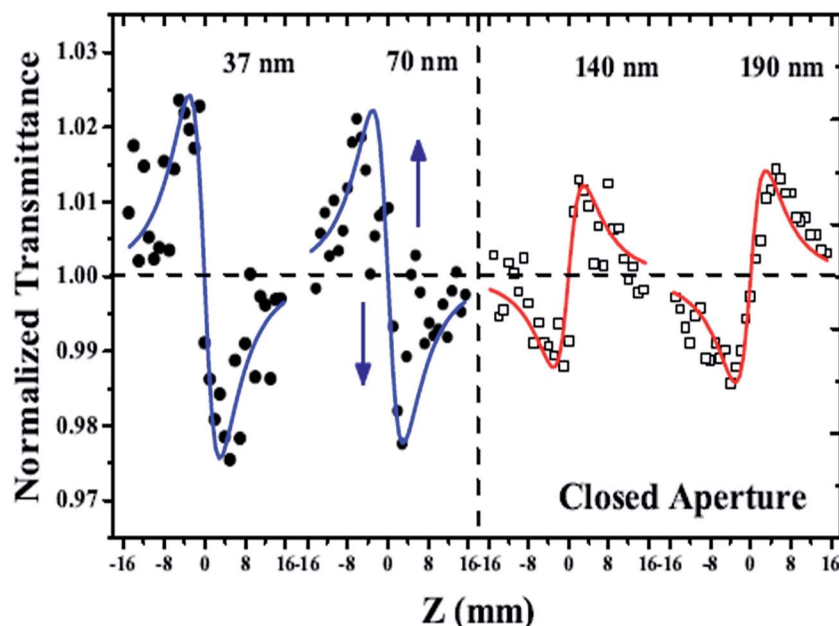 Normalized Transmittance
1.03
1.02
1.01
1.00
0.99
0.98
0.97
37 nm
70 nm
140 nm
190 nm
Closed Aperture
-16 -8 0 8 16-16 -8 0 8 16-16 -8 0 8 16-16 -8 0 8 16
Z (mm)